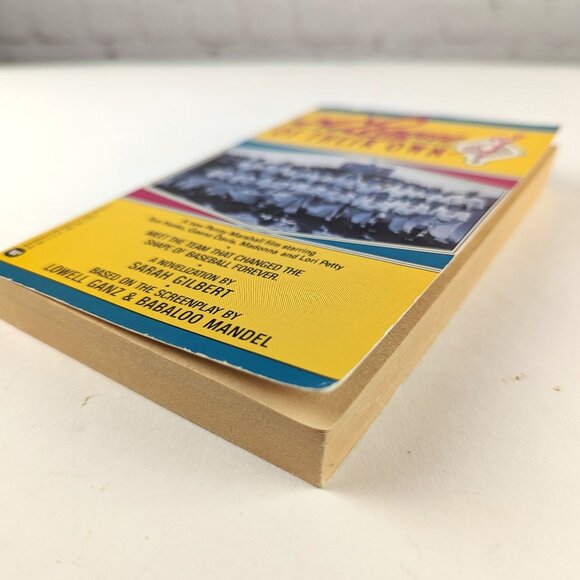 OF THEIR OWN
A new Penny Marshall film starring
Tom Hanks, Geena Davis, Madonna and Lori Petty
MEET THE TEAM THAT CHANGED THE
SHAPE OF BASEBALL FOREVER.
A NOVELIZATION BY
SARAH GILBERT
BASED ON THE SCREENPLAY BY
LOWELL GANZ & BABALOO MANDEL